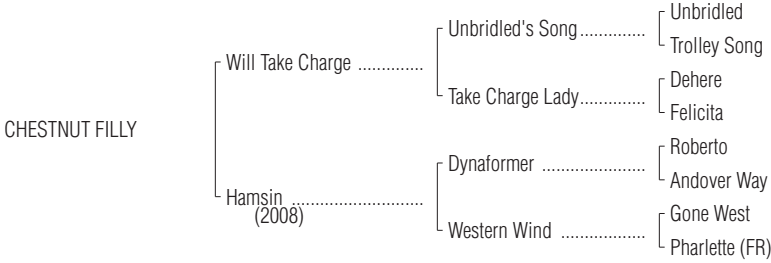 Unbridled
Unbridled's Song..............
Trolley Song
Will Take Charge ..............
Dehere
Take Charge Lady..............
Felicita
CHESTNUT FILLY
Roberto
Dynaformer ......................
Andover Way
Hamsin ............................
(2008)
Gone West
Western Wind ..................
Pharlette (FR)